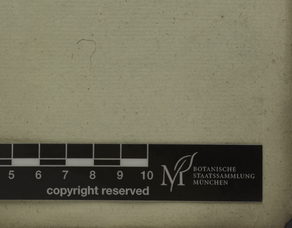 5 6 7 8 9 10
copyright reserved
M
BOTANISCHE
STAATSSAMMLUNG
MÜNCHEN